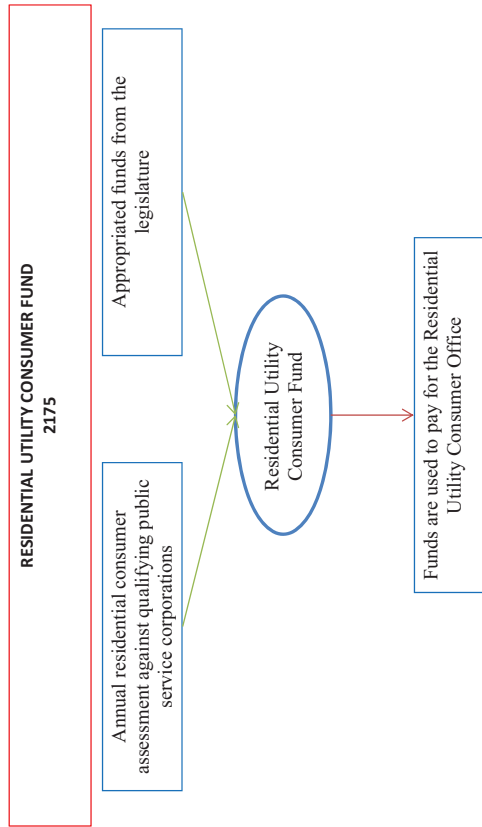 RESIDENTIAL UTILITY CONSUMER FUND
2175
Annual residential consumer
assessment against qualifying public
service corporations
Appropriated funds from the
legislature
Residential Utility
Consumer Fund
Funds are used to pay for the Residential
Utility Consumer Office